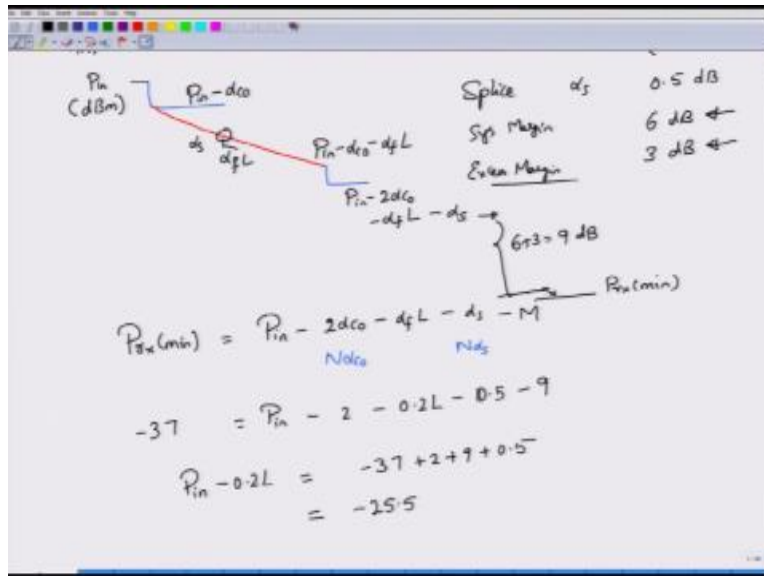 Pin
(dBm)
Pin-αco
αs
αfL
Pin-αco-αfL
Pin-2αco
-αfL - αs →
Splice αs 0.5 dB
Sys Margin 6 dB ←
Extra Margin 3 dB ←
6+3=9 dB
Prx(min)
Prx(min) = Pin - 2αco - αfL - αs - M
Nαco Nαs
-37 = Pin - 2 - 0.2L - 0.5 - 9
Pin - 0.2L = -37 + 2 + 9 + 0.5
= -25.5